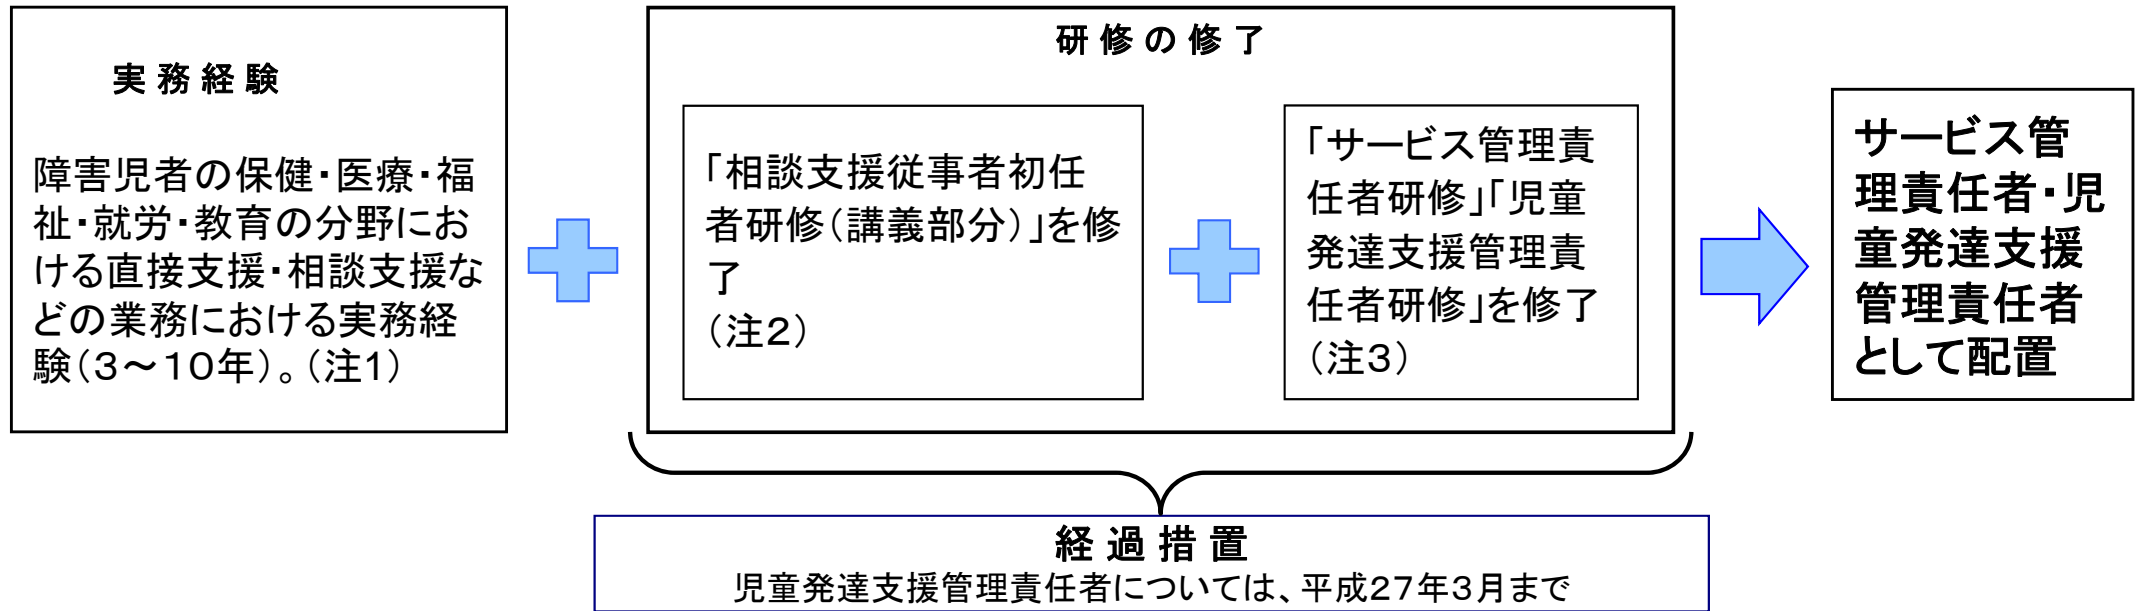 実務経験
障害児者の保健・医療・福
祉・就労・教育の分野にお
ける直接支援・相談支援な
どの業務における実務経
験（３～１０年）。（注1）
研修の修了
「相談支援従事者初任
者研修（講義部分）」を修
了
（注２）
「サービス管理責
任者研修」「児童
発達支援管理責
任者研修」を修了
（注３）
サービス管
理責任者・児
童発達支援
管理責任者
として配置
経過措置
児童発達支援管理責任者については、平成２７年３月まで